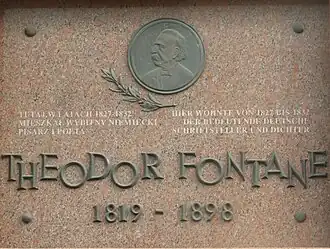 TUTAJ W LATACH 1827-1832
MIESZKAŁ WYBITNY NIEMIECKI
PISARZ I POETA
HIER WOHNTE VON 1827 BIS 1832
DER BEDEUTENDE DEUTSCHE
SCHRIFTSTELLER UND DICHTER
THEODOR FONTANE
1819 - 1898